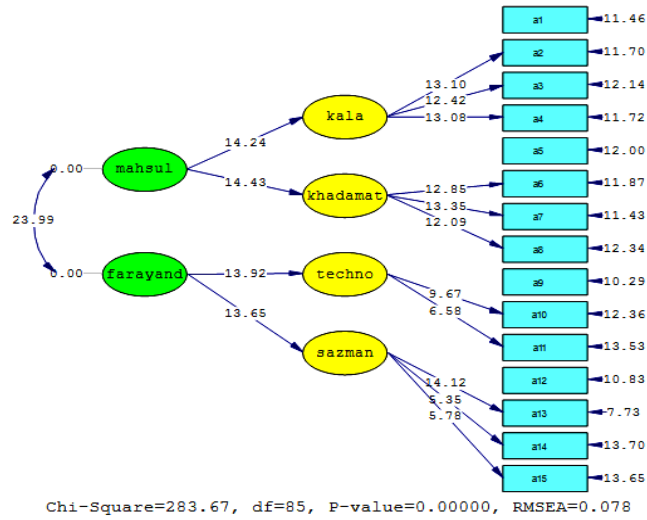 a1 11.46
a2 11.70
13.10
a3 12.14
12.42
kala
13.08
a4 11.72
14.24
a5 12.00
0.00 mahsul
14.43
12.85
a6 11.87
khadamat
13.35
a7 11.43
12.09
23.99
a8 12.34
0.00 farayand
13.92
techno
a9 10.29
9.67
a10 12.36
6.58
13.65
a11 13.53
sazman
a12 10.83
14.12
a13 7.73
5.35
5.78
a14 13.70
a15 13.65
Chi-Square=283.67, df=85, P-value=0.00000, RMSEA=0.078